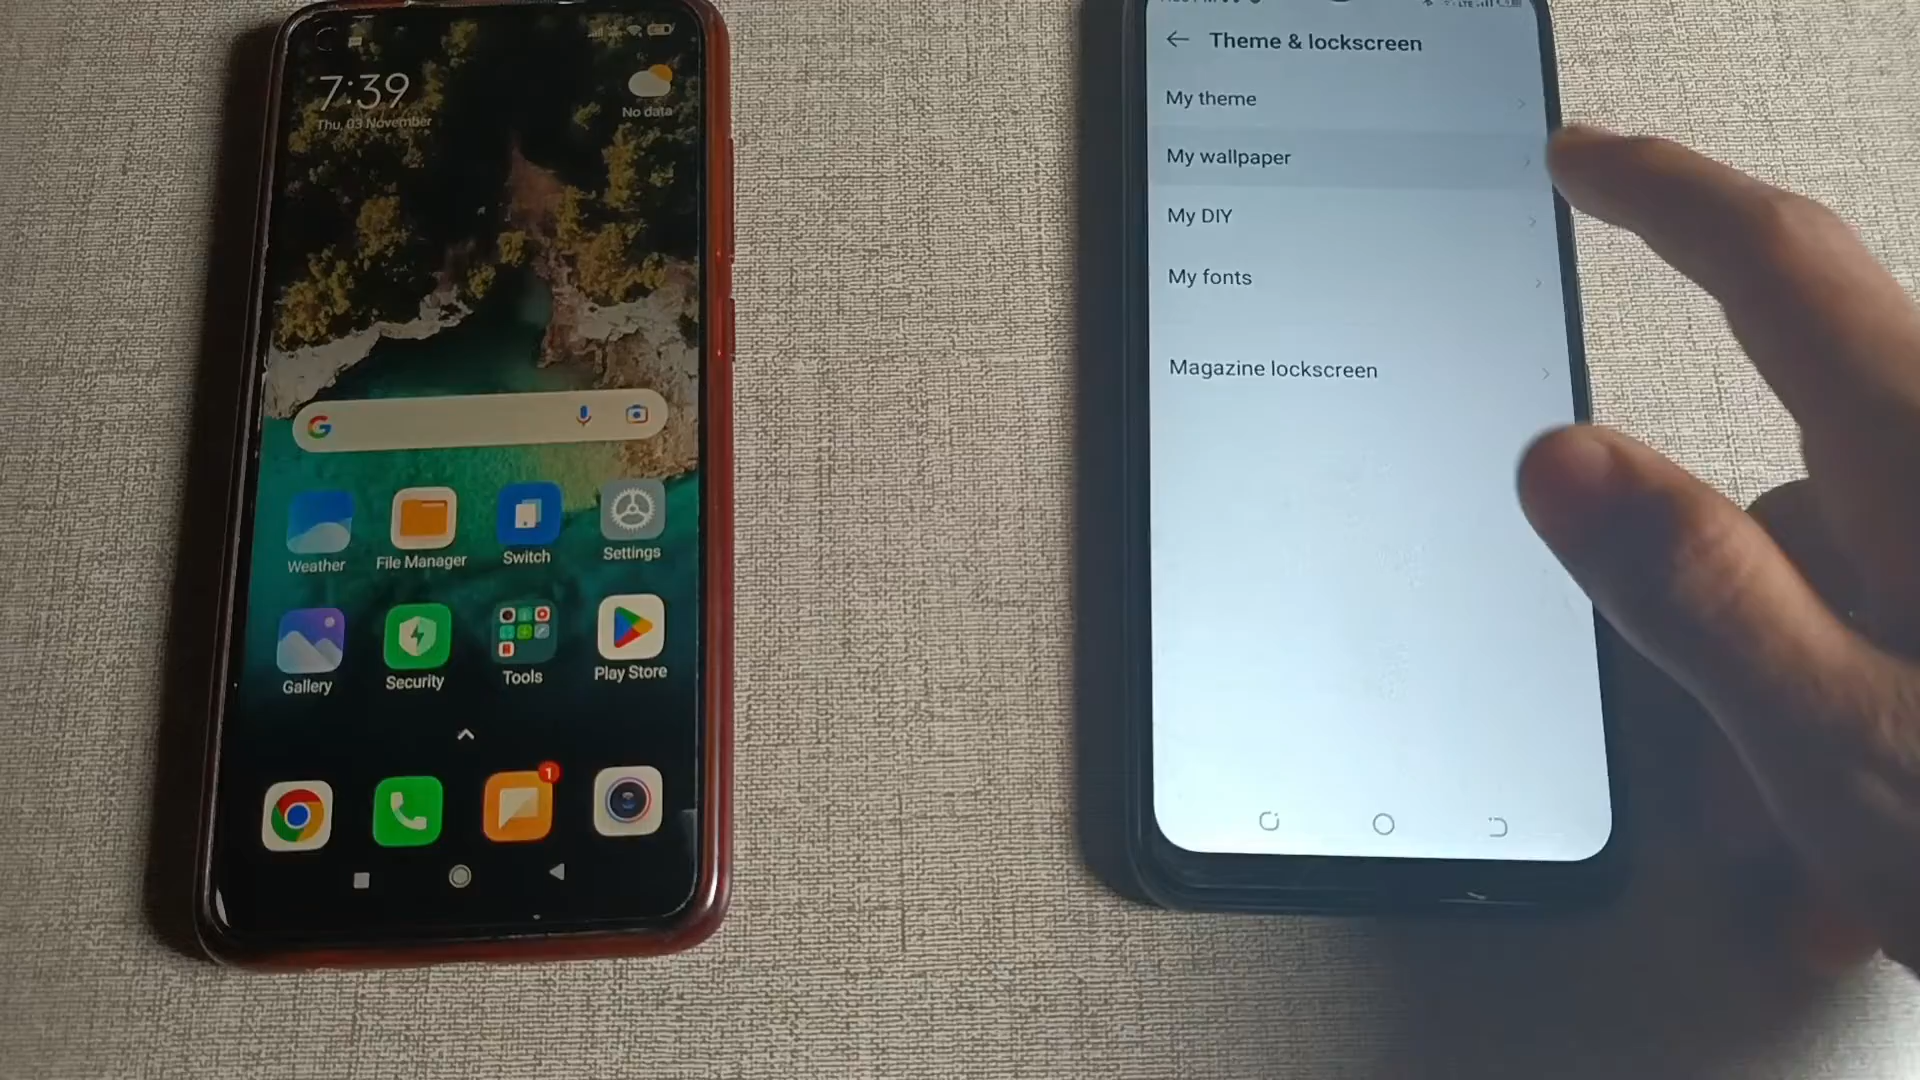 7:39
Thu, 03 November
No data
Weather
File Manager
Switch
Settings
Gallery
Security
Tools
Play Store
1
Theme & lockscreen
My theme
My wallpaper
My DIY
My fonts
Magazine lockscreen